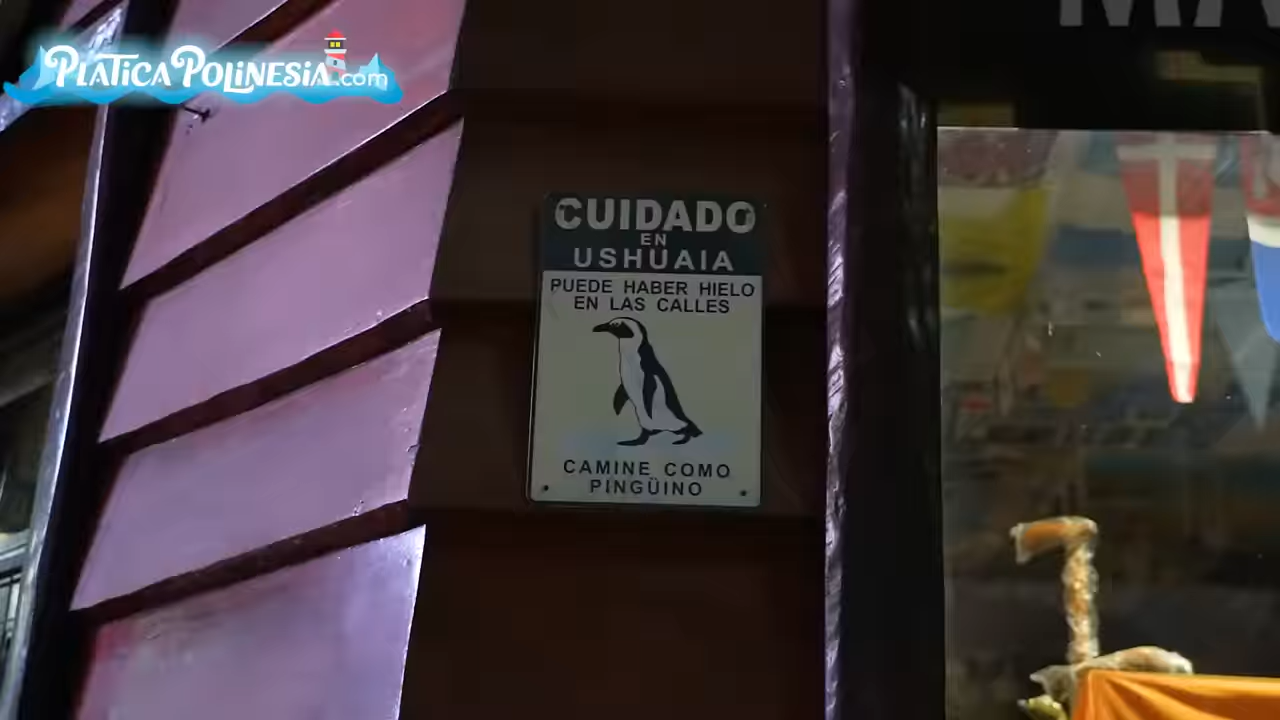 PLATICAPOLINESIA.com
CUIDADO
EN
USHUAIA
PUEDE HABER HIELO
EN LAS CALLES
CAMINE COMO
PINGÜINO